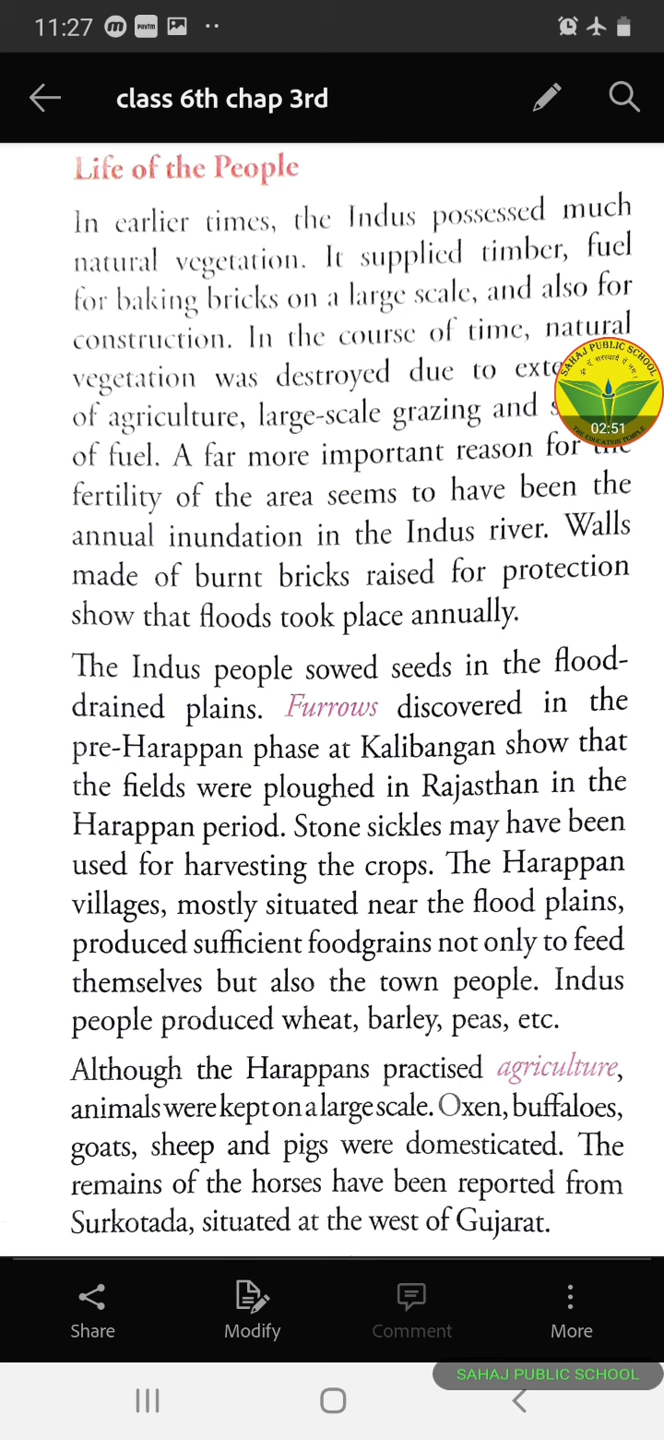 11:27
paytm
class 6th chap 3rd
Life of the People
In earlier times, the Indus possessed much
natural vegetation. It supplied timber, fuel
for baking bricks on a large scale, and also for
construction. In the course of time, natural
vegetation was destroyed due to
of agriculture, large-scale grazing and
of fuel. A far more important reason for the
fertility of the area seems to have been the
annual inundation in the Indus river. Walls
made of burnt bricks raised for protection
show that floods took place annually.
SAHAJ PUBLIC SCHOOL
02:51
THE EDUCATION TEMPLE
The Indus people sowed seeds in the flood-
drained plains. Furrows discovered in the
pre-Harappan phase at Kalibangan show that
the fields were ploughed in Rajasthan in the
Harappan period. Stone sickles may have been
used for harvesting the crops. The Harappan
villages, mostly situated near the flood plains,
produced sufficient foodgrains not only to feed
themselves but also the town people. Indus
people produced wheat, barley, peas, etc.
Although the Harappans practised agriculture,
animals were kept on a large scale. Oxen, buffaloes,
goats, sheep and pigs were domesticated. The
remains of the horses have been reported from
Surkotada, situated at the west of Gujarat.
Share Modify Comment More
SAHAJ PUBLIC SCHOOL